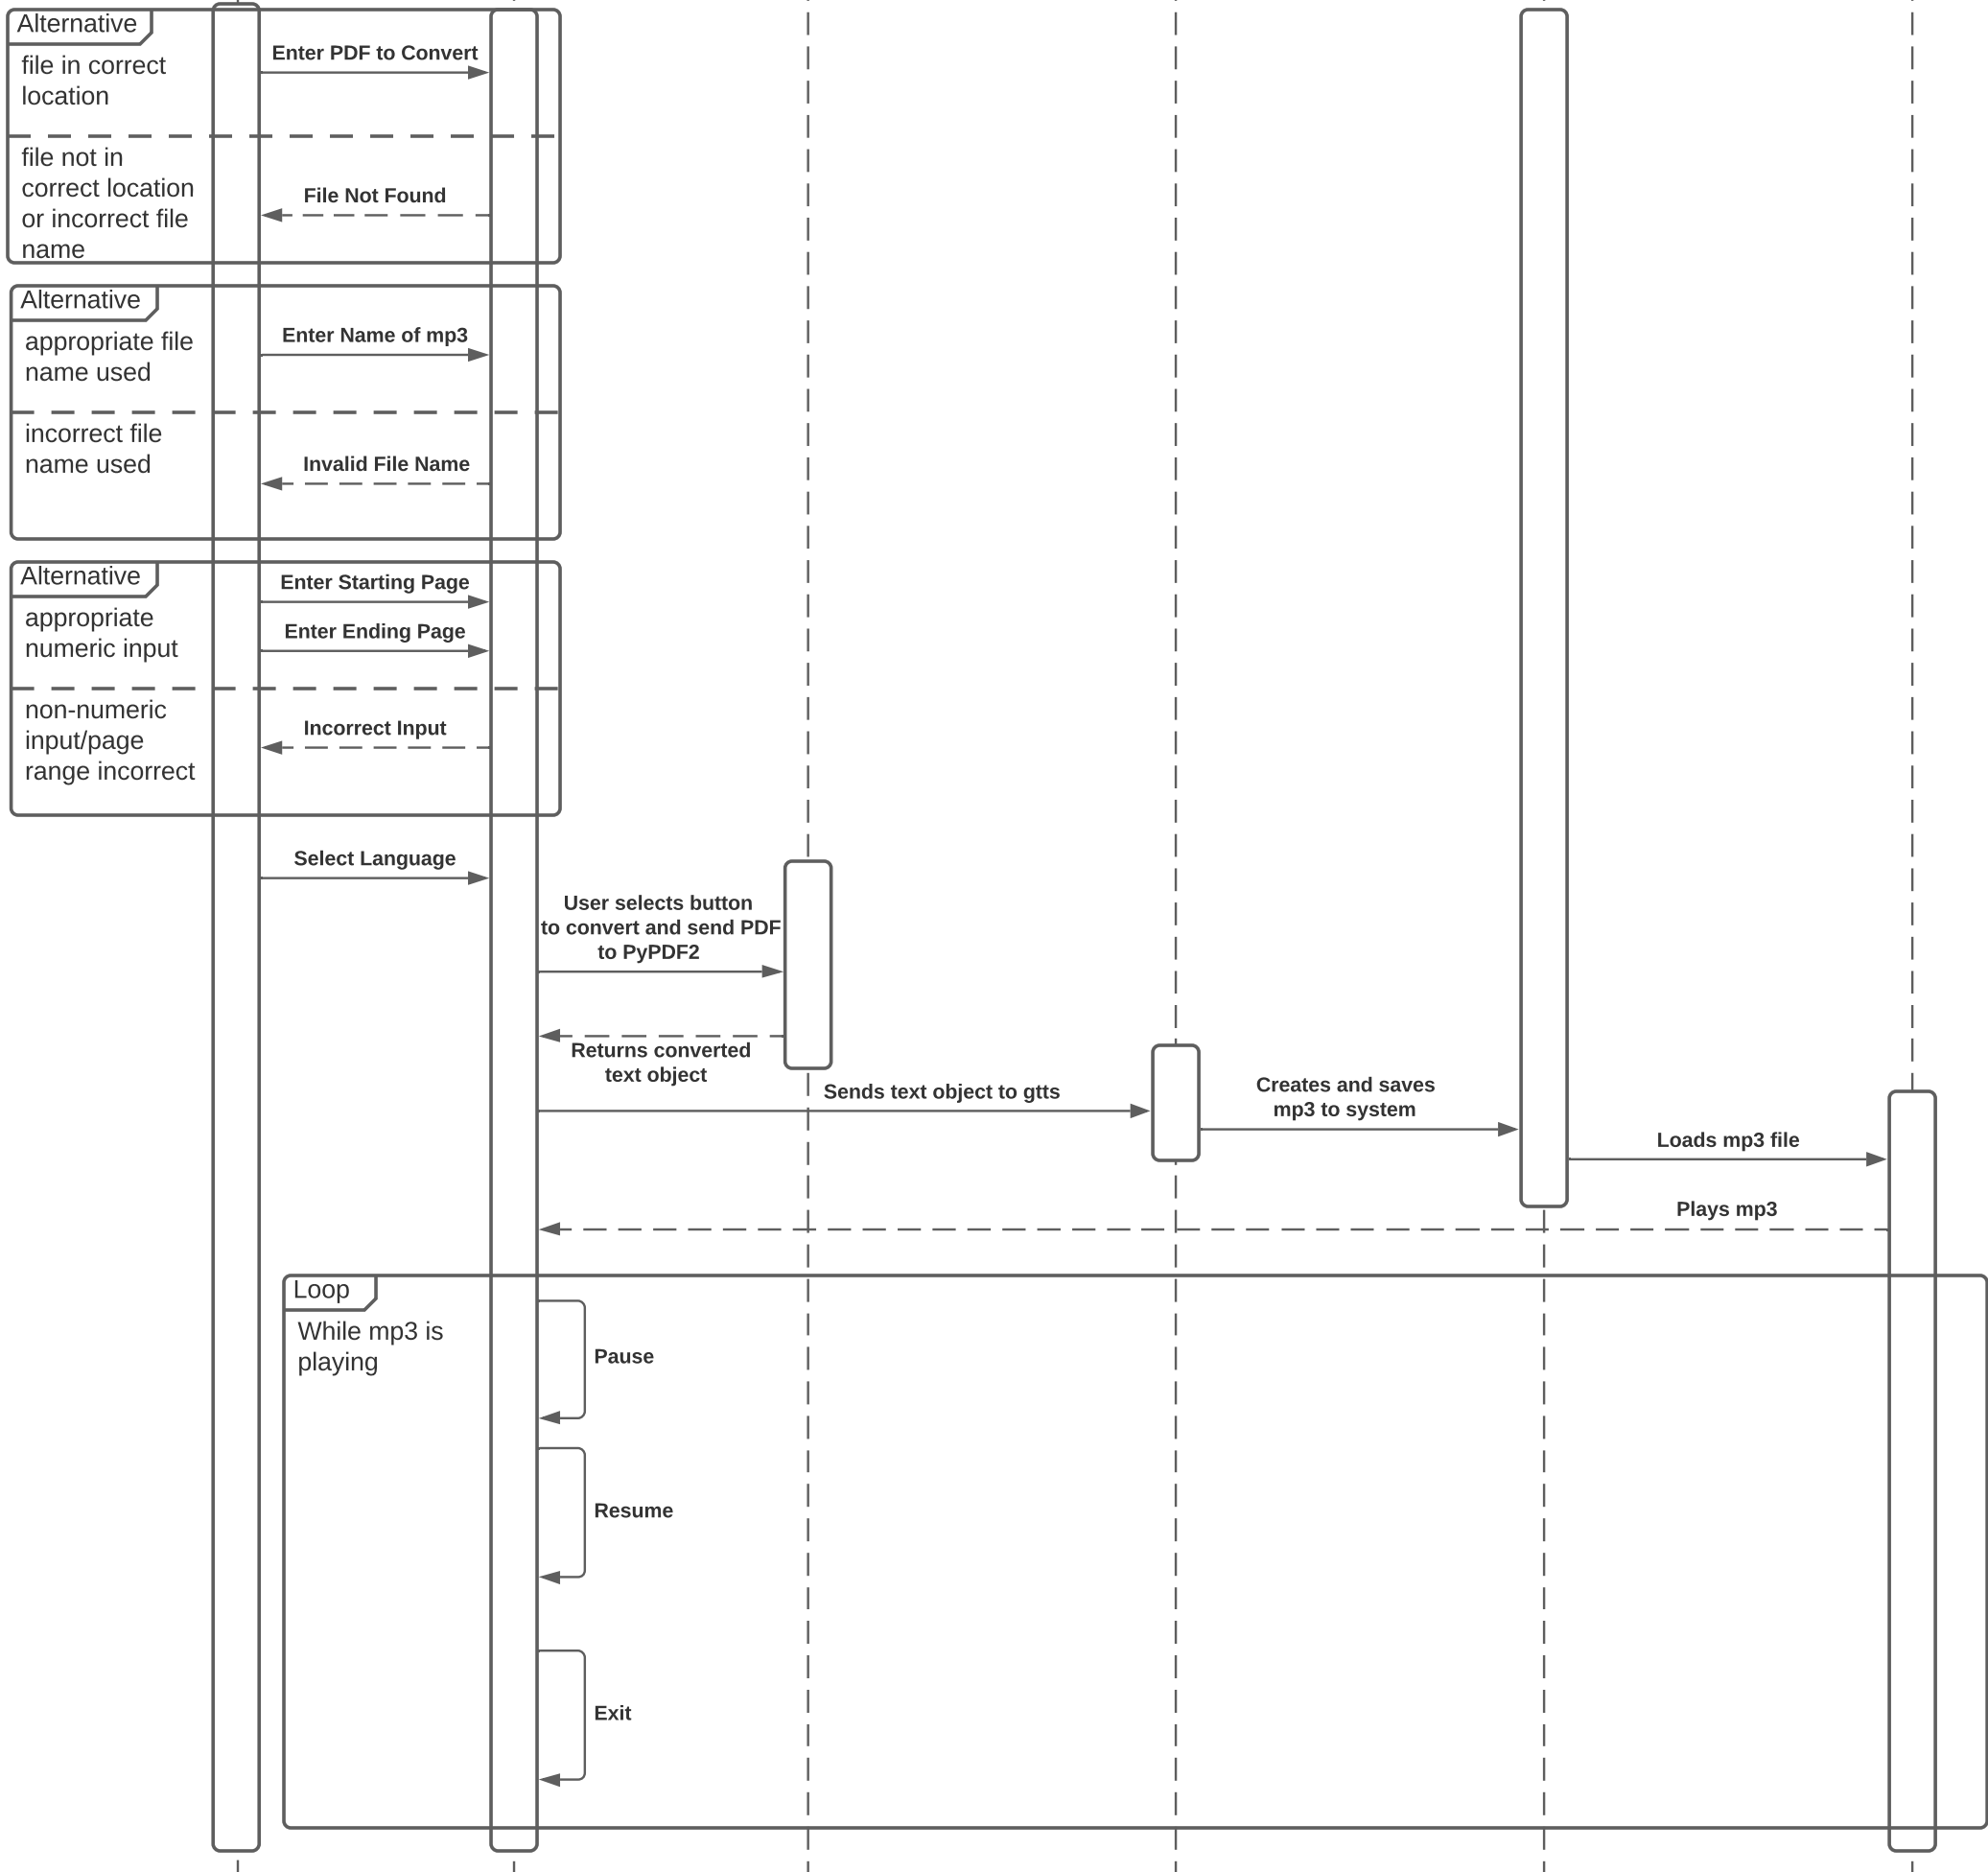 Alternative
file in correct
location
Enter PDF to Convert
file not in
correct location
or incorrect file
name
File Not Found
Alternative
appropriate file
name used
Enter Name of mp3
incorrect file
name used
Invalid File Name
Alternative
appropriate
numeric input
Enter Starting Page
Enter Ending Page
non-numeric
input/page
range incorrect
Incorrect Input
Select Language
User selects button
to convert and send PDF
to PyPDF2
Returns converted
text object
Sends text object to gtts
Creates and saves
mp3 to system
Loads mp3 file
Plays mp3
Loop
While mp3 is
playing
Pause
Resume
Exit